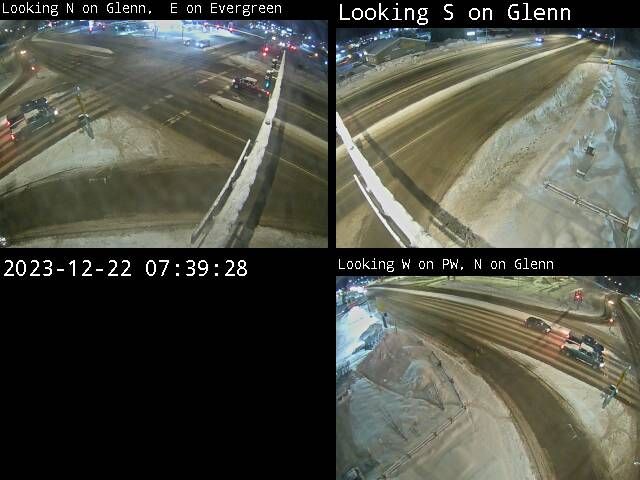 Looking N on Glenn,  E on Evergreen
Looking S on Glenn
2023-12-22 07:39:28
Looking W on PW, N on Glenn